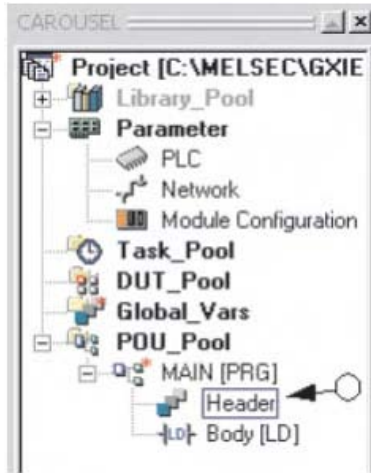 CAROUSEL
Project [C:\MELSEC\GXIE
Library_Pool
Parameter
PLC
Network
Module Configuration
Task_Pool
DUT_Pool
Global_Vars
POU_Pool
MAIN [PRG]
Header
LD Body [LD]